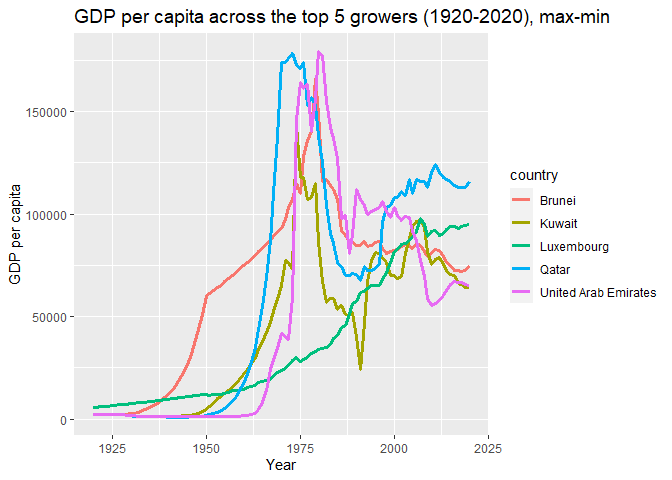 GDP per capita across the top 5 growers (1920-2020), max-min
GDP per capita
150000
100000
50000
0
1925
1950
1975
2000
2025
Year
country
Brunei
Kuwait
Luxembourg
Qatar
United Arab Emirates